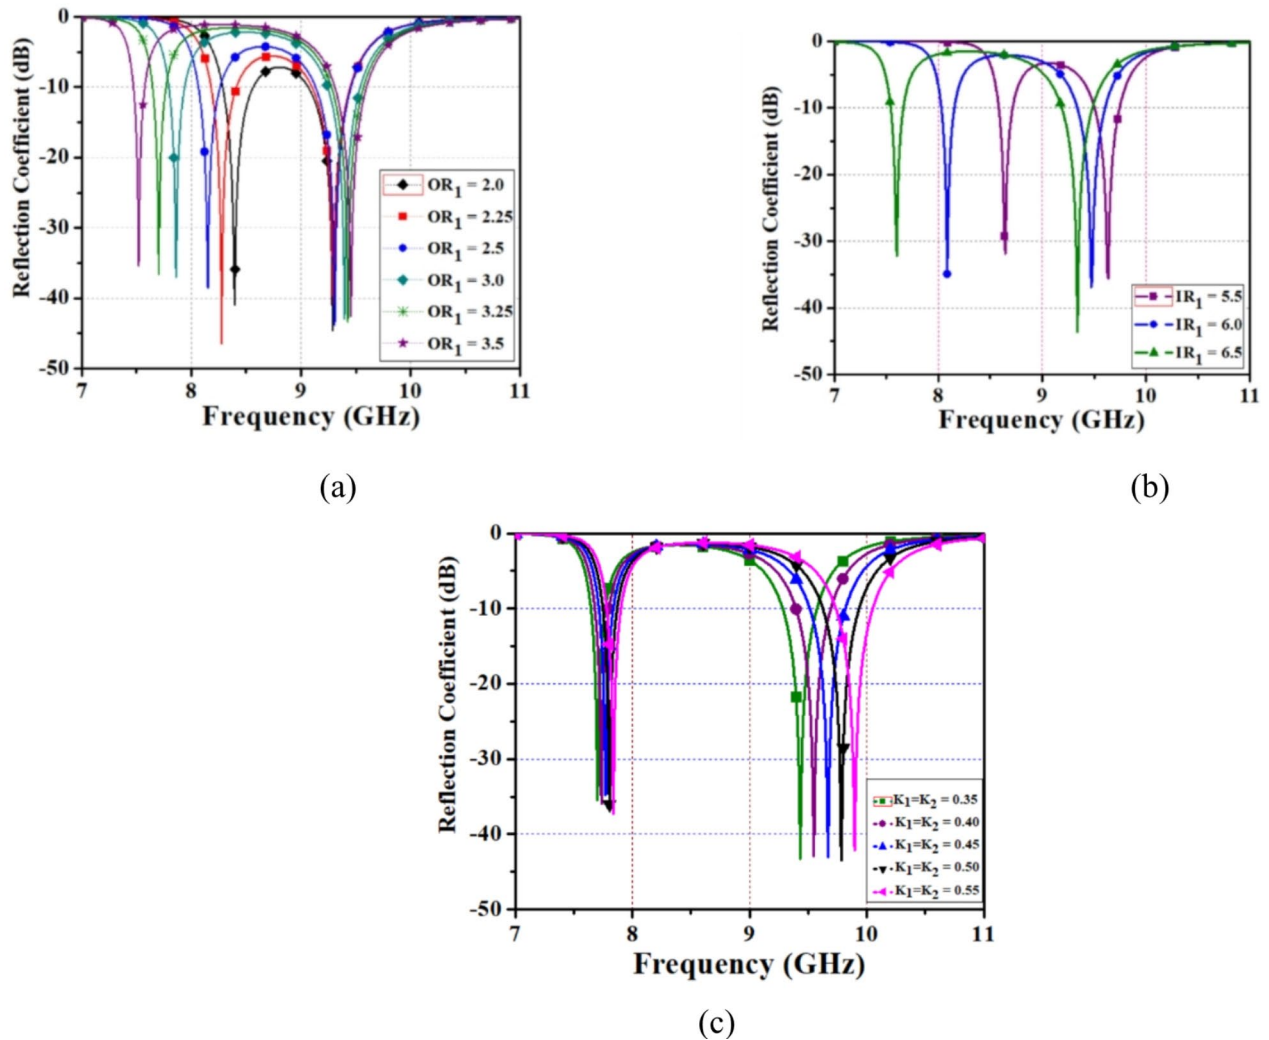 0
-10
-20
-30
-40
-50
Reflection Coefficient (dB)
OR1 = 2.0
OR1 = 2.25
OR1 = 2.5
OR1 = 3.0
OR1 = 3.25
OR1 = 3.5
7 8 9 10 11
Frequency (GHz)
(a)
0
-10
-20
-30
-40
-50
Reflection Coefficient (dB)
IR1 = 5.5
IR1 = 6.0
IR1 = 6.5
7 8 9 10 11
Frequency (GHz)
(b)
0
-10
-20
-30
-40
-50
Reflection Coefficient (dB)
K1=K2 = 0.35
K1=K2 = 0.40
K1=K2 = 0.45
K1=K2 = 0.50
K1=K2 = 0.55
7 8 9 10 11
Frequency (GHz)
(c)